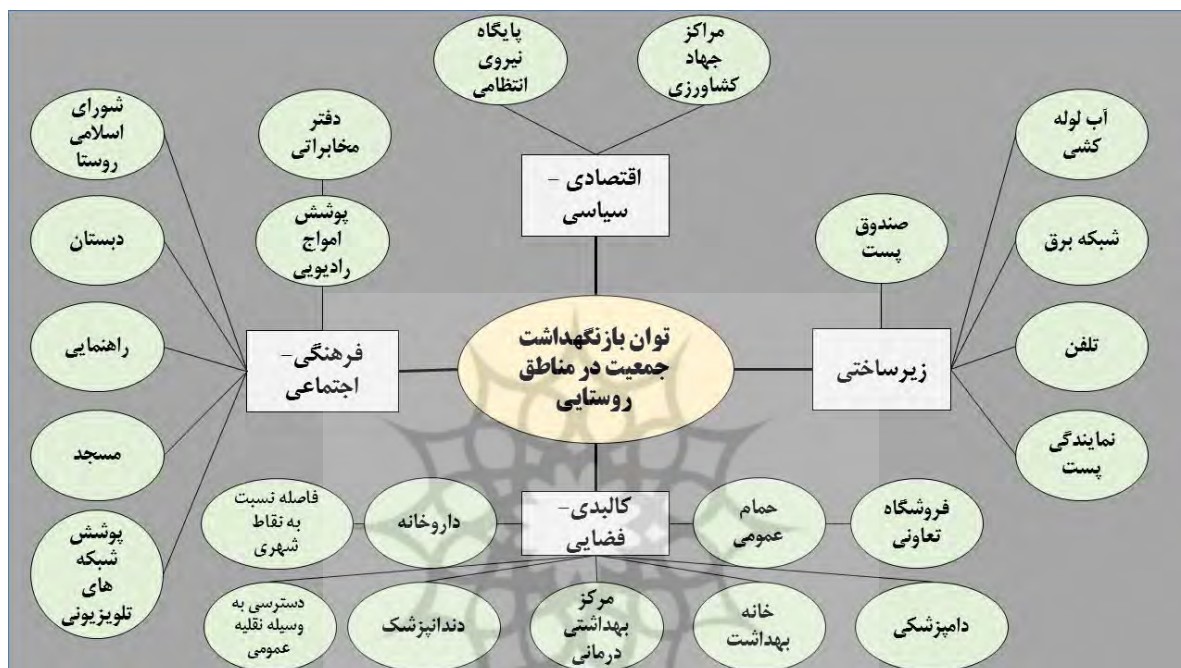 پایگاه
نیروی
انتظامی
مراکز
جهاد
کشاورزی
اقتصادی –
سیاسی
آب لوله
کشی
شبکه برق
تلفن
نمایندگی
پست
صندوق
پست
زیرساختی
توان بازنگهداشت
جمعیت در مناطق
روستایی
دفتر
مخابراتی
پوشش
امواج
رادیویی
فرهنگی–
اجتماعی
شورای
اسلامی
روستا
دبستان
راهنمایی
مسجد
پوشش
شبکه
های
تلویزیونی
کالبدی–
فضایی
فروشگاه
تعاونی
حمام
عمومی
داروخانه
فاصله نسبت
به نقاط
شهری
دامپزشکی
خانه
بهداشت
مرکز
بهداشتی
درمانی
دندانپزشک
دسترسی به
وسیله نقلیه
عمومی